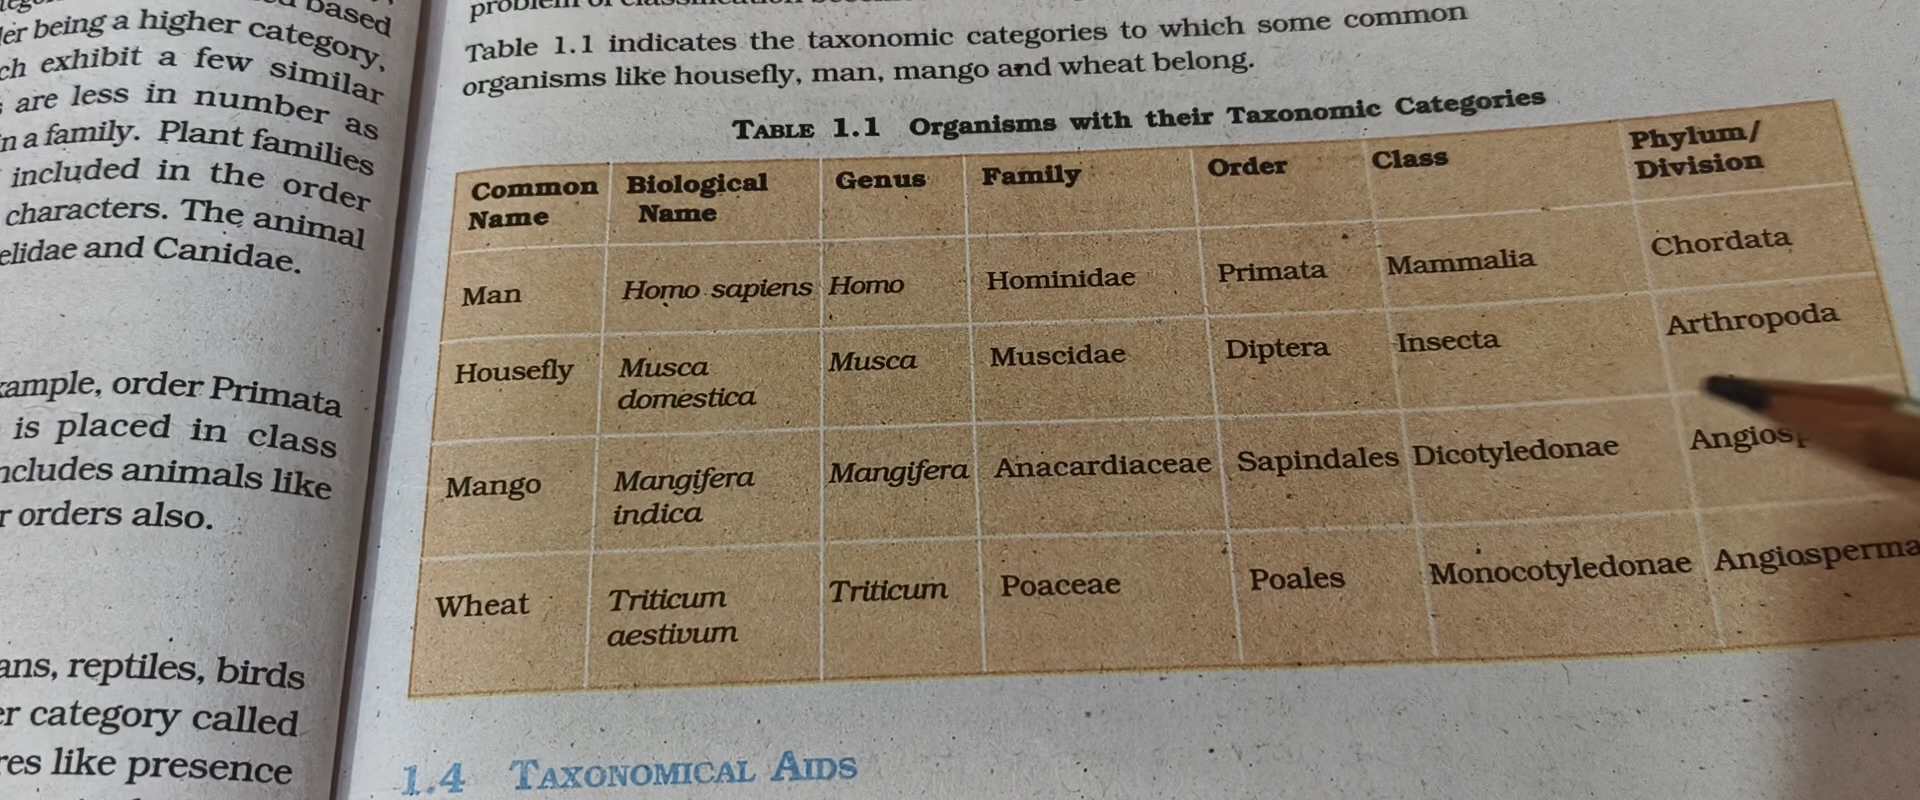 based
er being a higher category,
ch exhibit a few similar
are less in number as
n a family. Plant families
included in the order
characters. The animal
elidae and Canidae.
ample, order Primata
is placed in class
ncludes animals like
r orders also.
ans, reptiles, birds
er category called
res like presence
Table 1.1 indicates the taxonomic categories to which some common
organisms like housefly, man, mango and wheat belong.
TABLE 1.1 Organisms with their Taxonomic Categories
Common Name Biological Name Genus Family Order Class Phylum/ Division
Man Homo sapiens Homo Hominidae Primata Mammalia Chordata
Housefly Musca domestica Musca Muscidae Diptera Insecta Arthropoda
Mango Mangifera indica Mangifera Anacardiaceae Sapindales Dicotyledonae Angiosp
Wheat Triticum aestivum Triticum Poaceae Poales Monocotyledonae Angiosperma
1.4 TAXONOMICAL AIDS